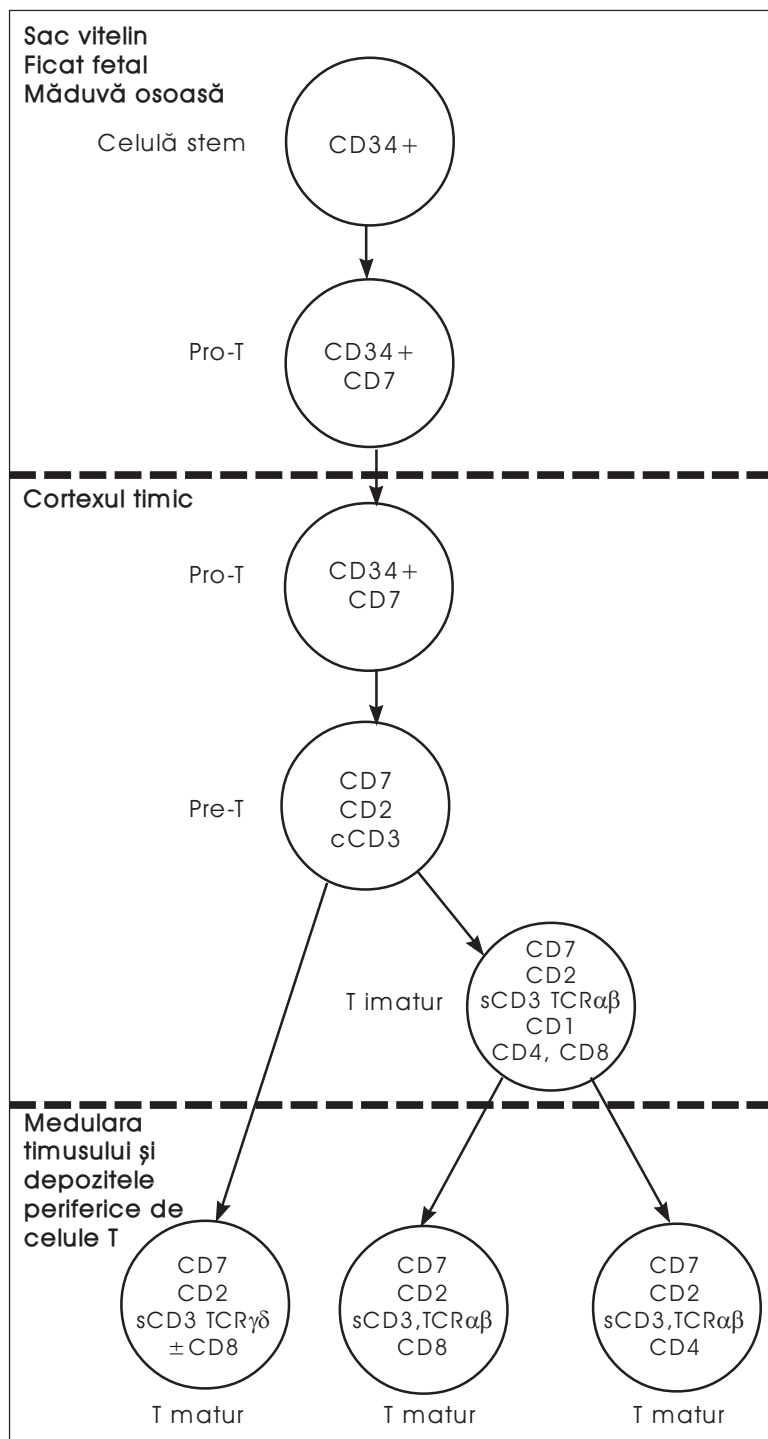 Sac vitelin
Ficat fetal
Măduvă osoasă
Celulă stem
CD34+
Pro-T
CD34+
CD7
Cortexul timic
Pro-T
CD34+
CD7
Pre-T
CD7
CD2
cCD3
T imatur
CD7
CD2
sCD3 TCRαβ
CD1
CD4, CD8
Medulara
timusului și
depozitele
periferice de
celule T
CD7
CD2
sCD3 TCRγδ
±CD8
T matur
CD7
CD2
sCD3,TCRαβ
CD8
T matur
CD7
CD2
sCD3,TCRαβ
CD4
T matur